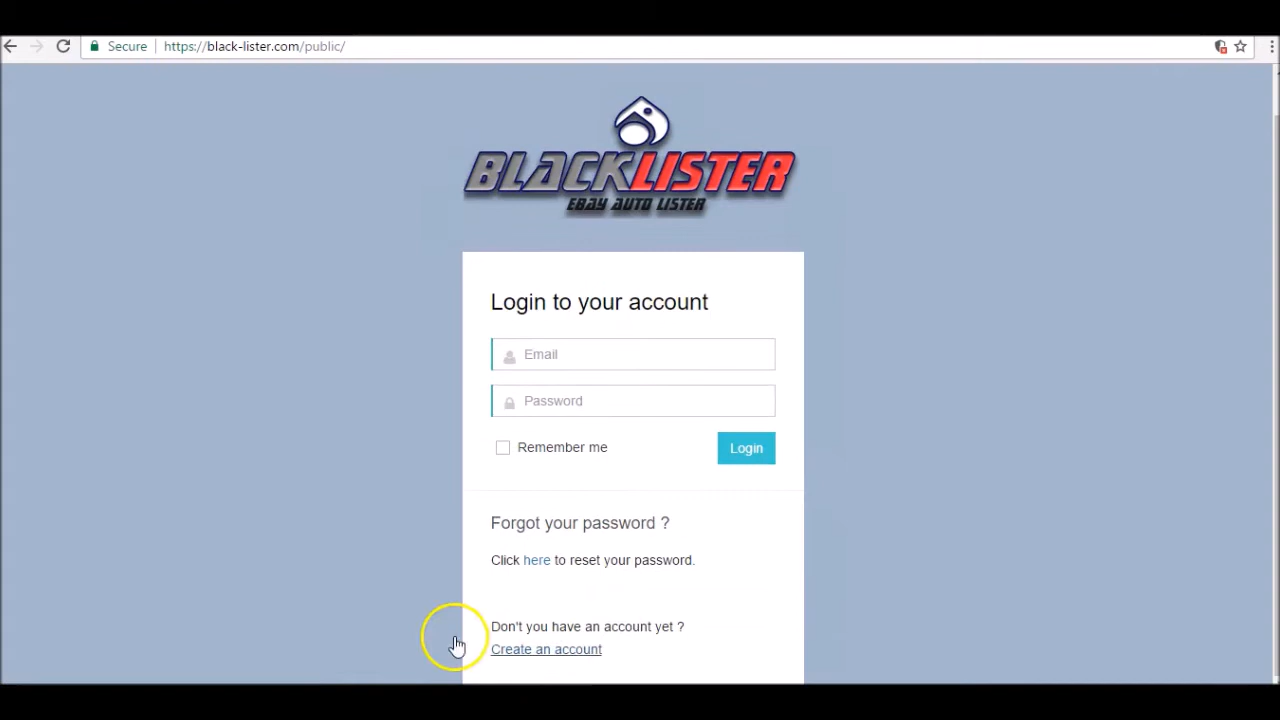 Secure https://black-lister.com/public/
BLACKLISTER
EBAY AUTO LISTER
Login to your account
Email
Password
Remember me
Login
Forgot your password ?
Click here to reset your password.
Don't you have an account yet ?
Create an account